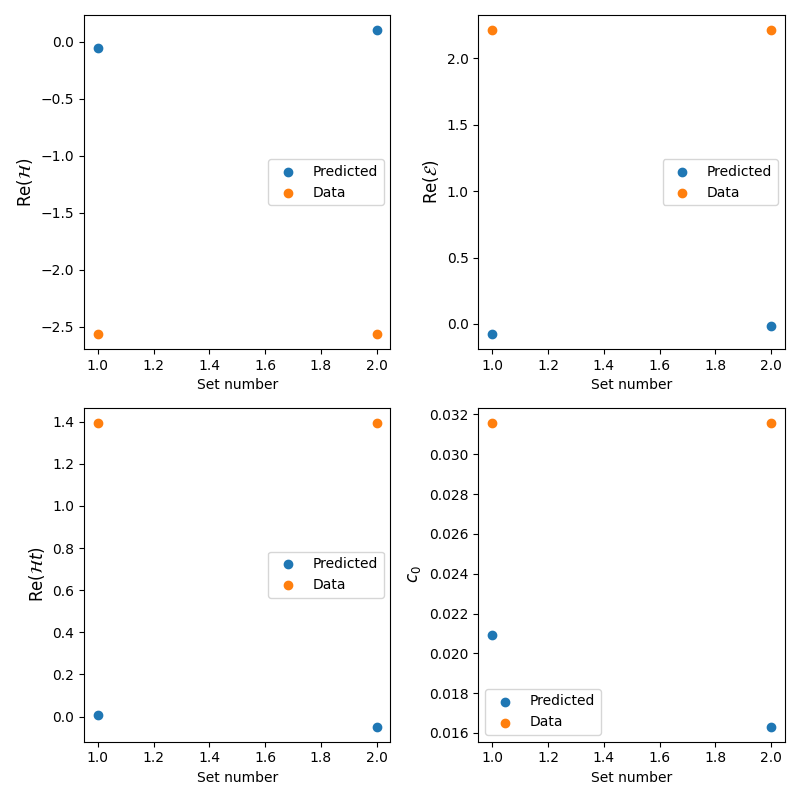 Re(ℋ)
0.0
−0.5
−1.0
−1.5
−2.0
−2.5
Predicted
Data
1.0 1.2 1.4 1.6 1.8 2.0
Set number
Re(ℰ)
2.0
1.5
1.0
0.5
0.0
Predicted
Data
1.0 1.2 1.4 1.6 1.8 2.0
Set number
Re(ℋt)
1.4
1.2
1.0
0.8
0.6
0.4
0.2
0.0
Predicted
Data
1.0 1.2 1.4 1.6 1.8 2.0
Set number
c₀
0.032
0.030
0.028
0.026
0.024
0.022
0.020
0.018
0.016
Predicted
Data
1.0 1.2 1.4 1.6 1.8 2.0
Set number